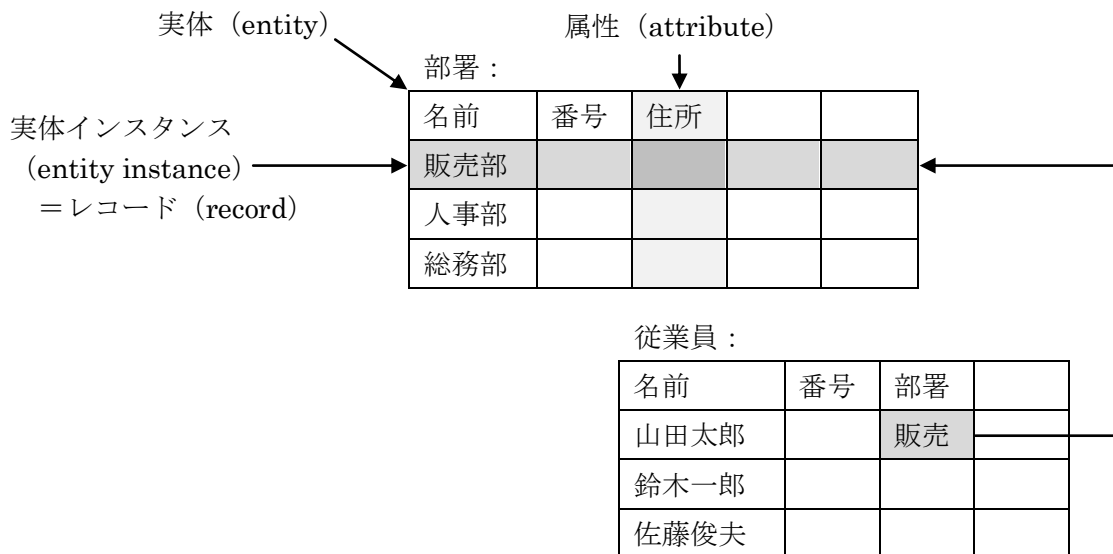 実体（entity）
属性（attribute）
部署：
名前 番号 住所
実体インスタンス
（entity instance）
＝レコード（record）
販売部
人事部
総務部
従業員：
名前 番号 部署
山田太郎 販売
鈴木一郎
佐藤俊夫